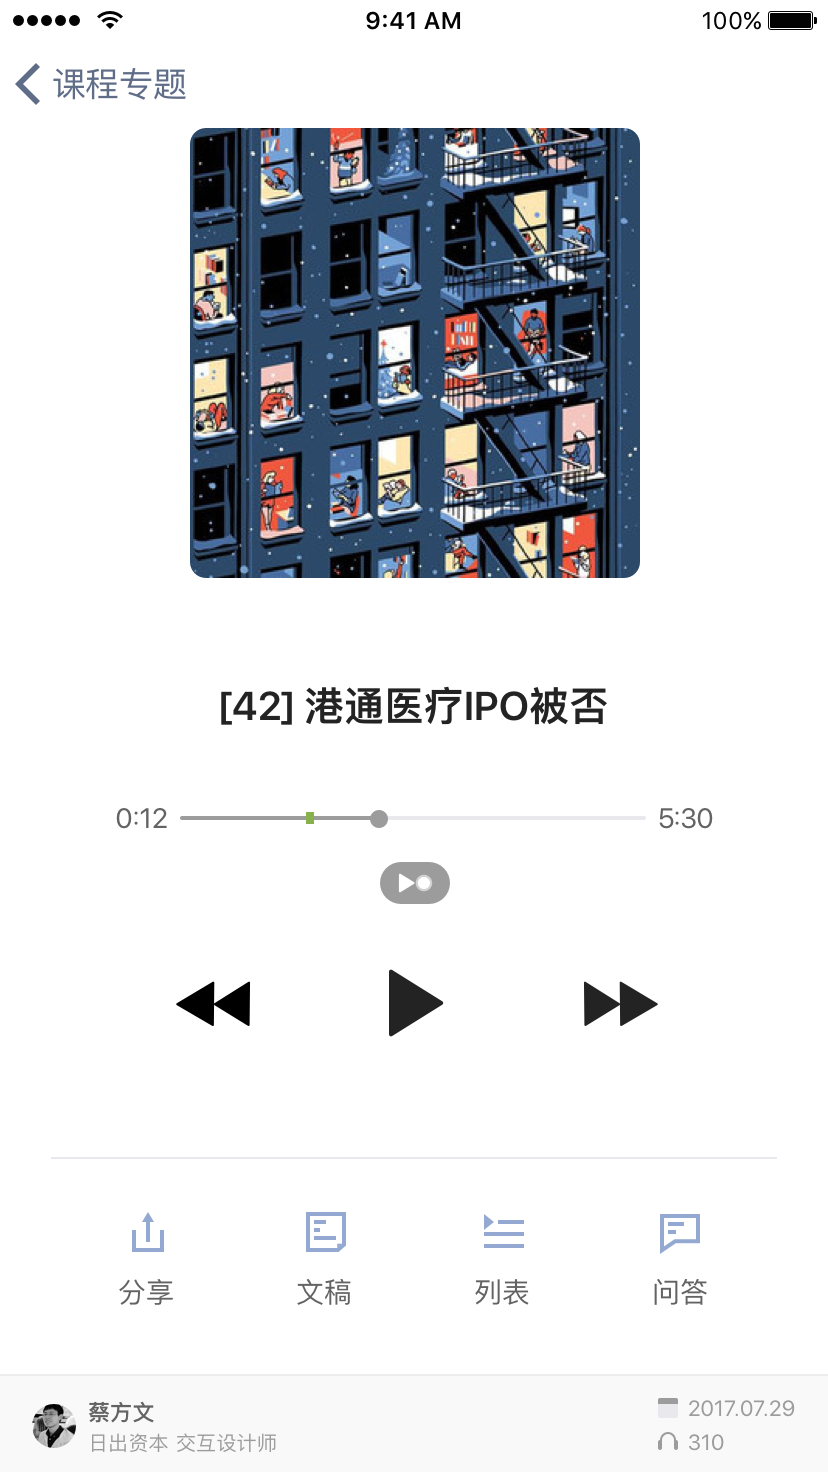 9:41 AM
100%
课程专题
[42] 港通医疗IPO被否
0:12
5:30
分享
文稿
列表
问答
蔡方文
日出资本 交互设计师
2017.07.29
310